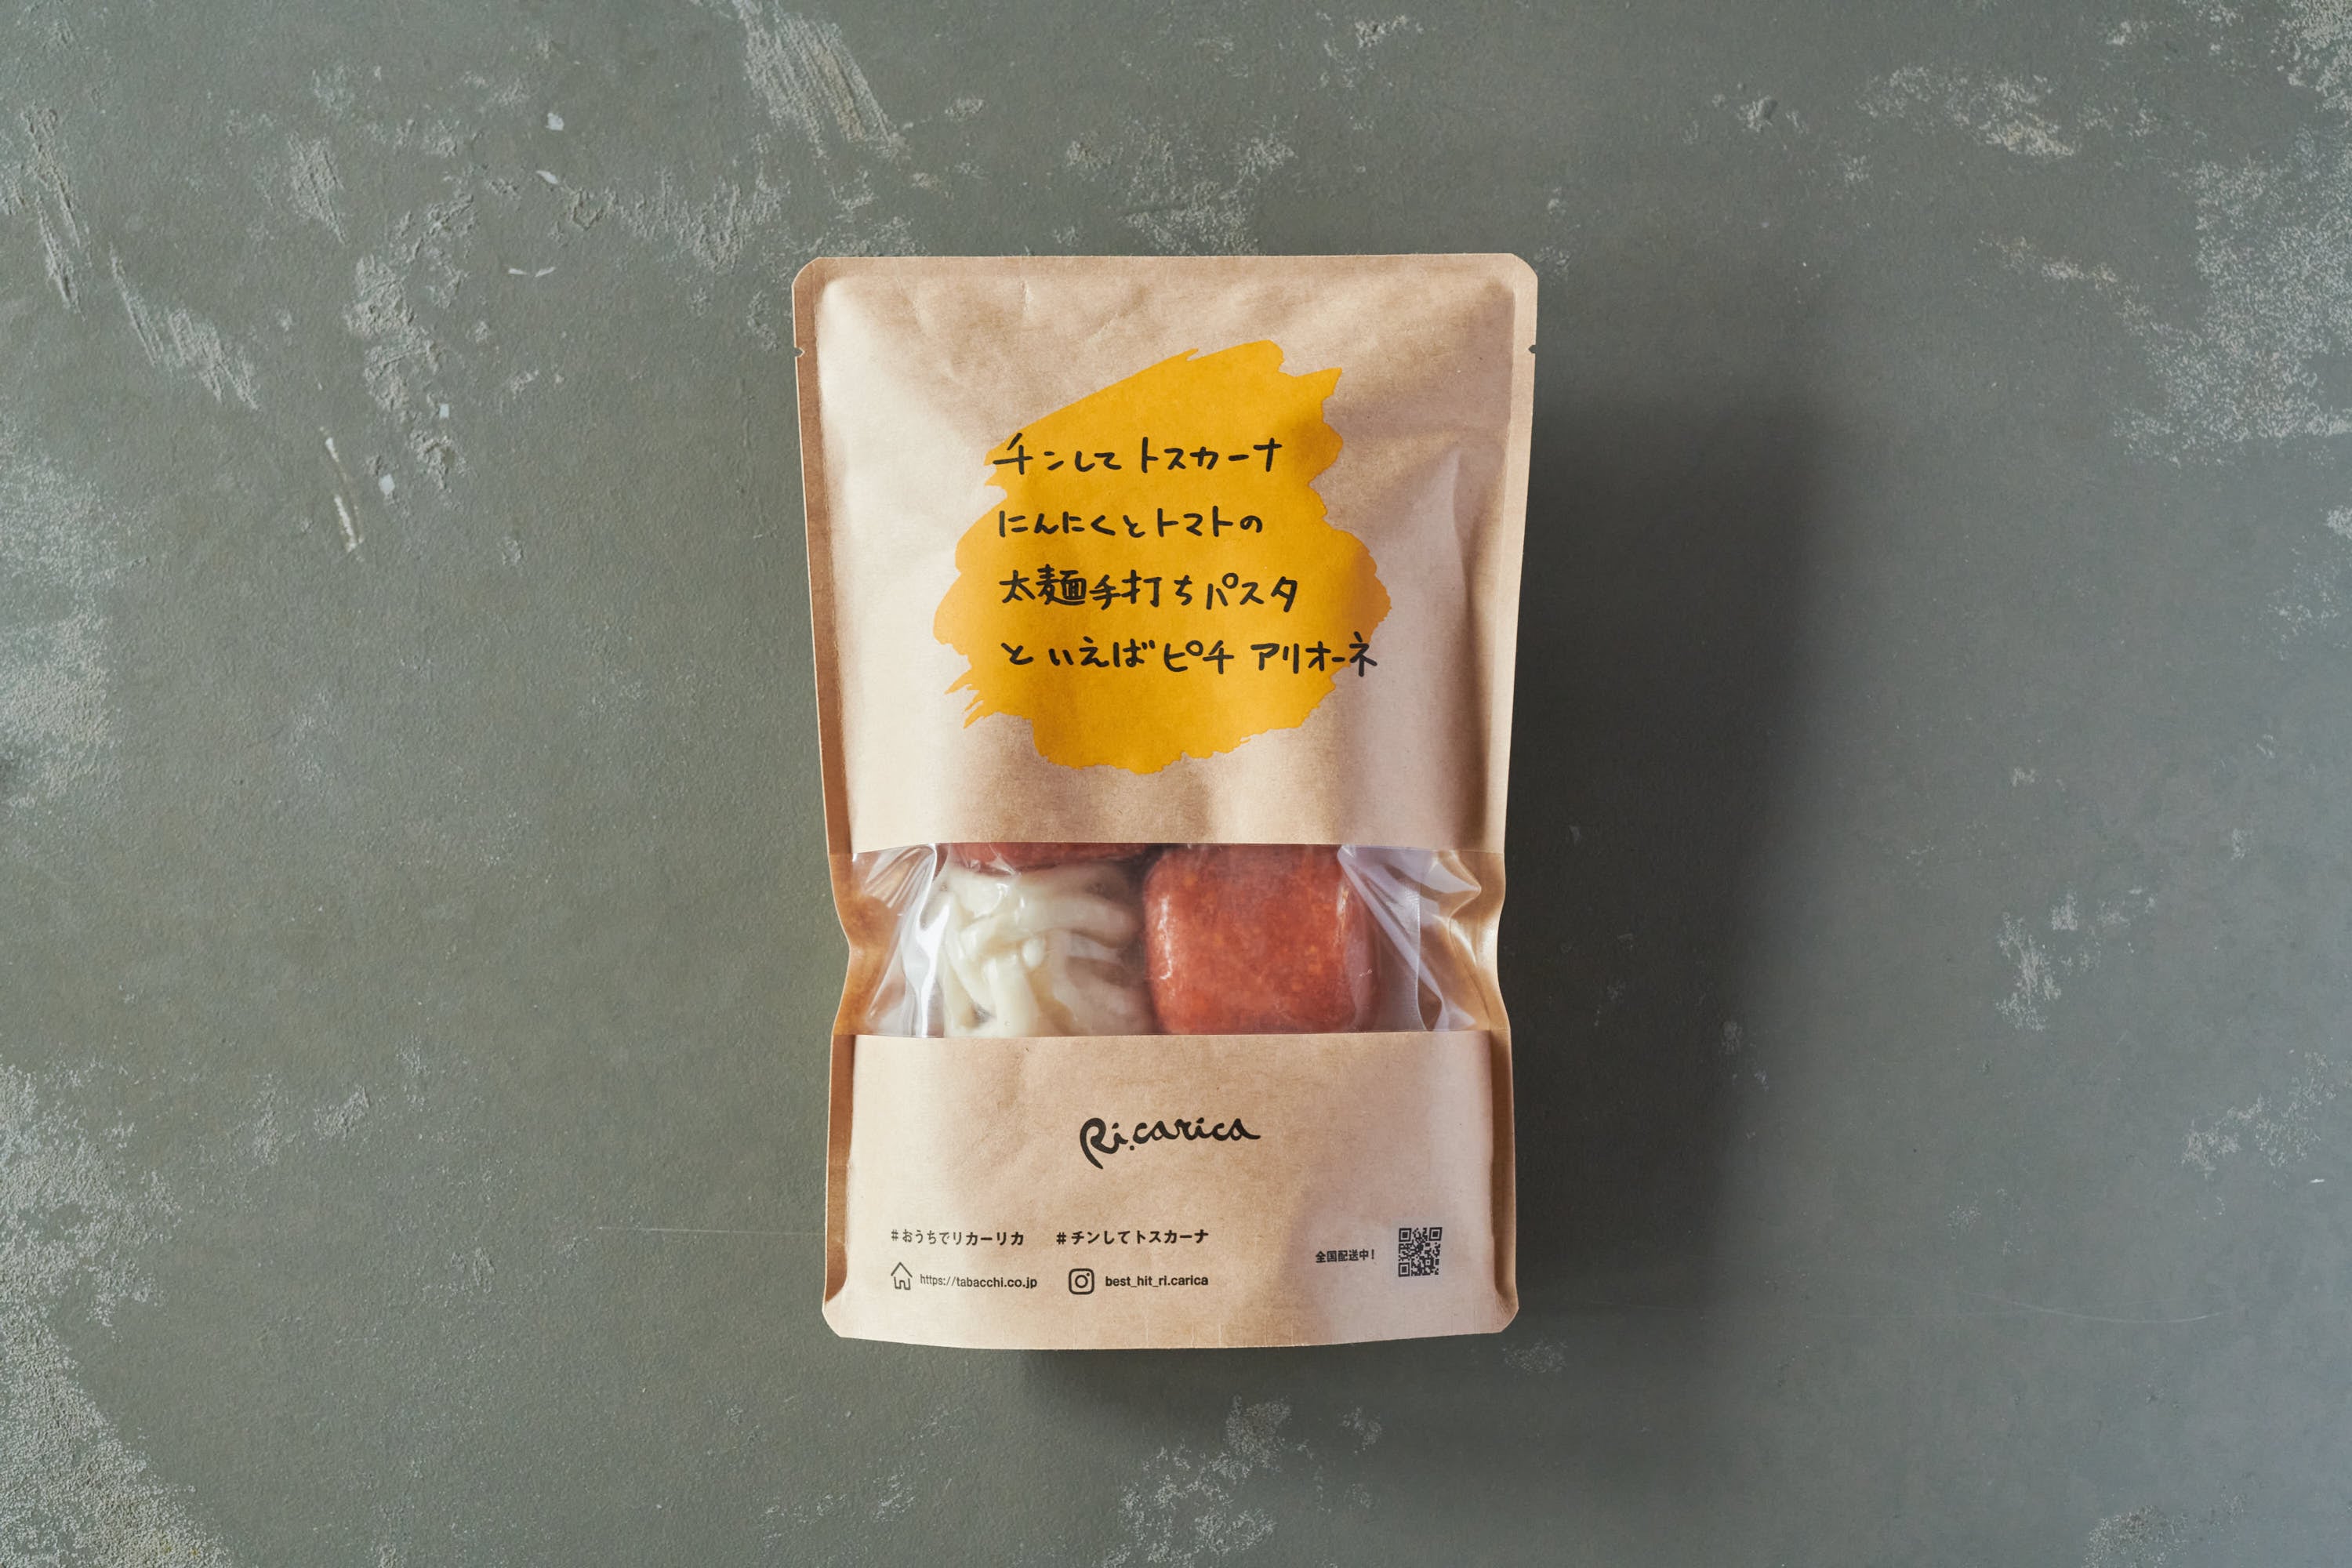 チンしてトスカーナ
にんにくとトマトの
太麺手打ちパスタ
といえばピチ アリオーネ
Ri.carica
#おうちでリカーリカ #チンしてトスカーナ
全国配送中!
https://tabacchi.co.jp best_hit_ri.carica